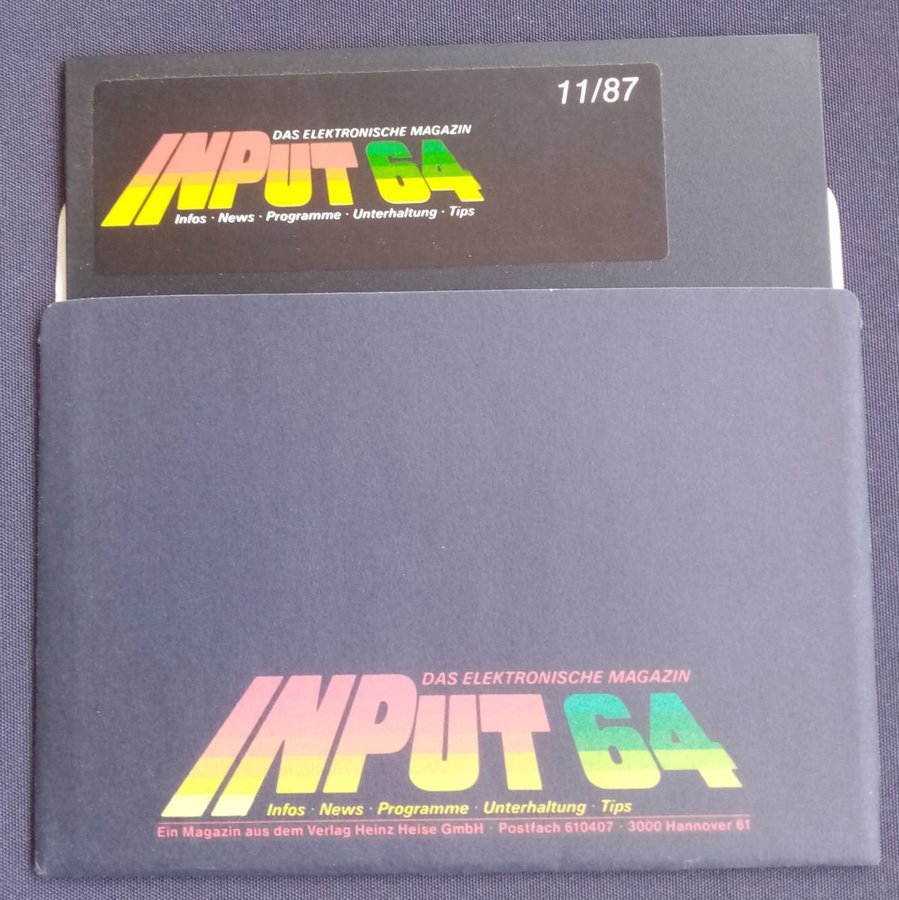 11/87
DAS ELEKTRONISCHE MAGAZIN
INPUT 64
Infos · News · Programme · Unterhaltung · Tips
DAS ELEKTRONISCHE MAGAZIN
INPUT 64
Infos · News · Programme · Unterhaltung · Tips
Ein Magazin aus dem Verlag Heinz Heise GmbH · Postfach 610407 · 3000 Hannover 61